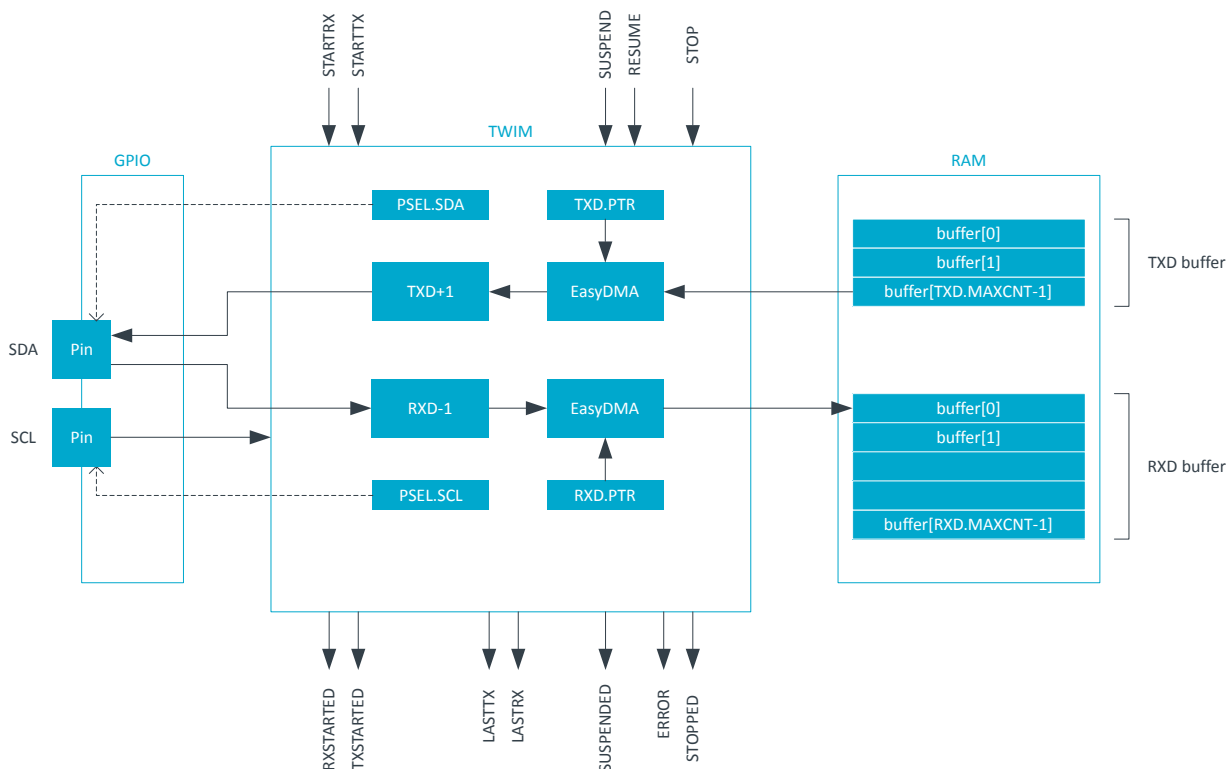 STARTRX
STARTTX
SUSPEND
RESUME
STOP
TWIM
GPIO
RAM
PSEL.SDA
TXD.PTR
buffer[0]
buffer[1]
buffer[TXD.MAXCNT-1]
TXD buffer
TXD+1
EasyDMA
SDA
Pin
RXD-1
EasyDMA
buffer[0]
buffer[1]
buffer[RXD.MAXCNT-1]
RXD buffer
SCL
Pin
PSEL.SCL
RXD.PTR
RXSTARTED
TXSTARTED
LASTTX
LASTRX
SUSPENDED
ERROR
STOPPED